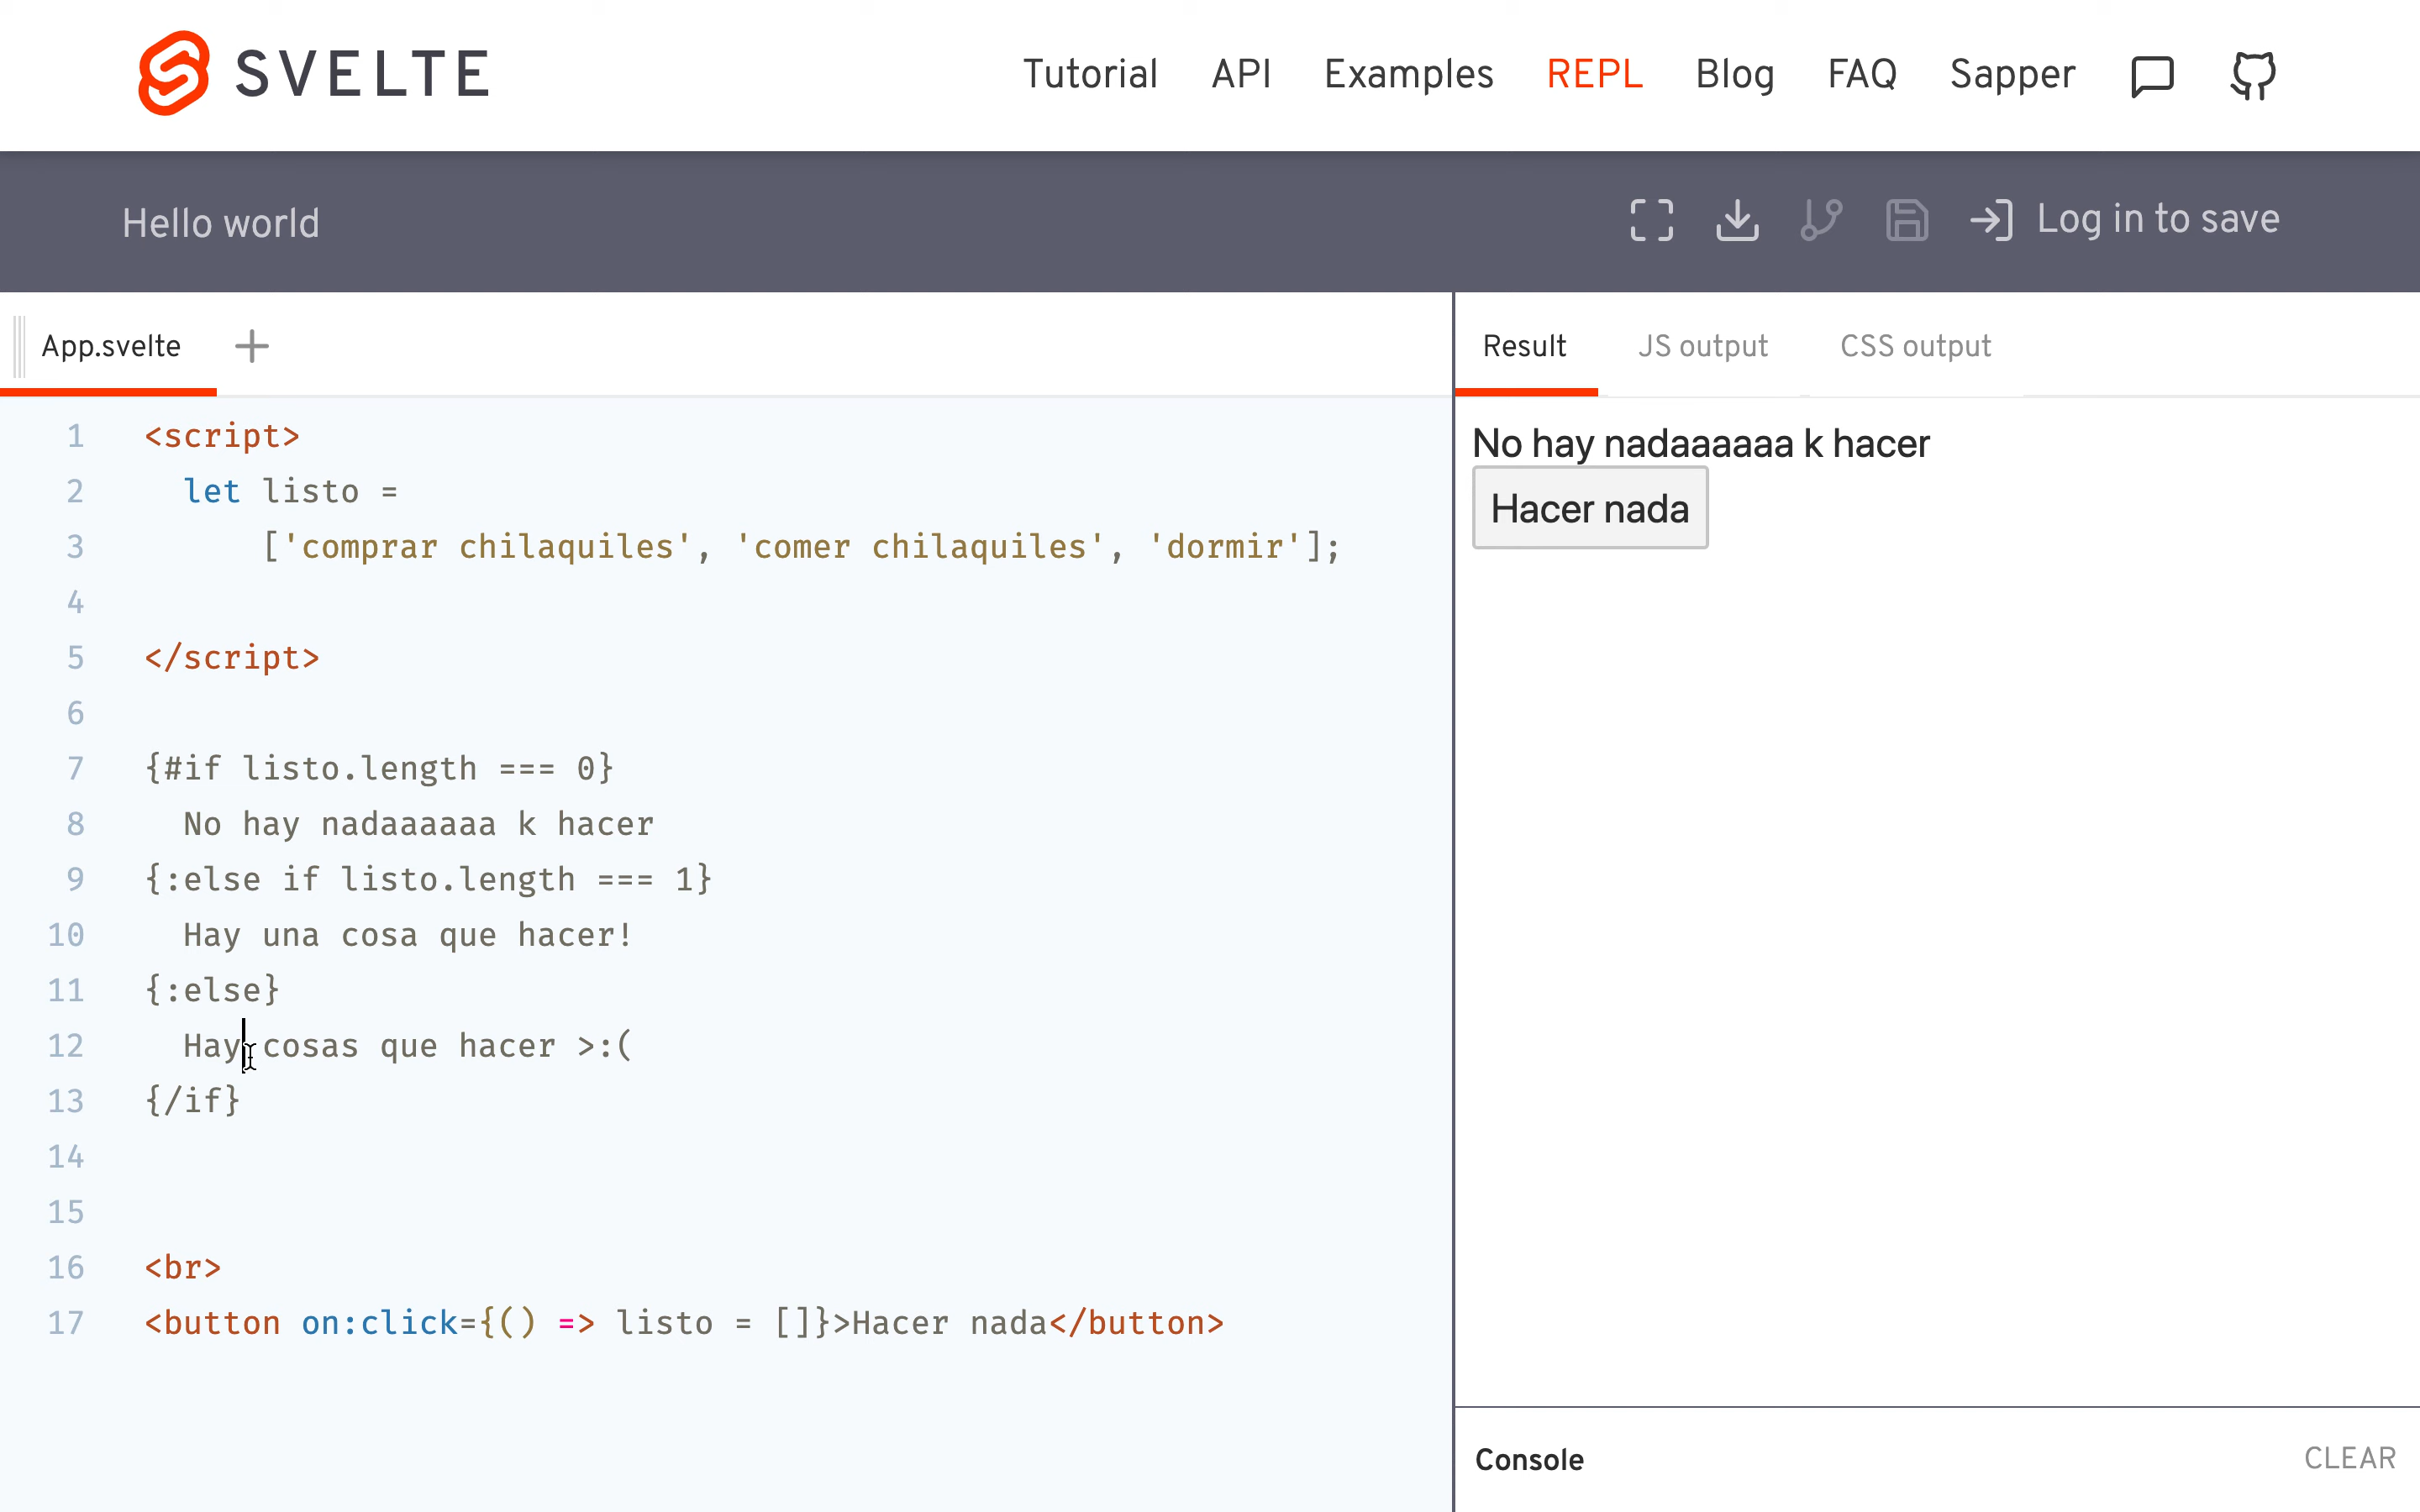 SVELTE
Tutorial API Examples REPL Blog FAQ Sapper
Hello world
Log in to save
App.svelte +
Result JS output CSS output
1 <script>
2 let listo =
3 ['comprar chilaquiles', 'comer chilaquiles', 'dormir'];
4
5 </script>
6
7 {#if listo.length === 0}
8 No hay nadaaaaaa k hacer
9 {:else if listo.length === 1}
10 Hay una cosa que hacer!
11 {:else}
12 Hay cosas que hacer >:(
13 {/if}
14
15
16 <br>
17 <button on:click={() => listo = []}>Hacer nada</button>
No hay nadaaaaaa k hacer
Hacer nada
Console CLEAR